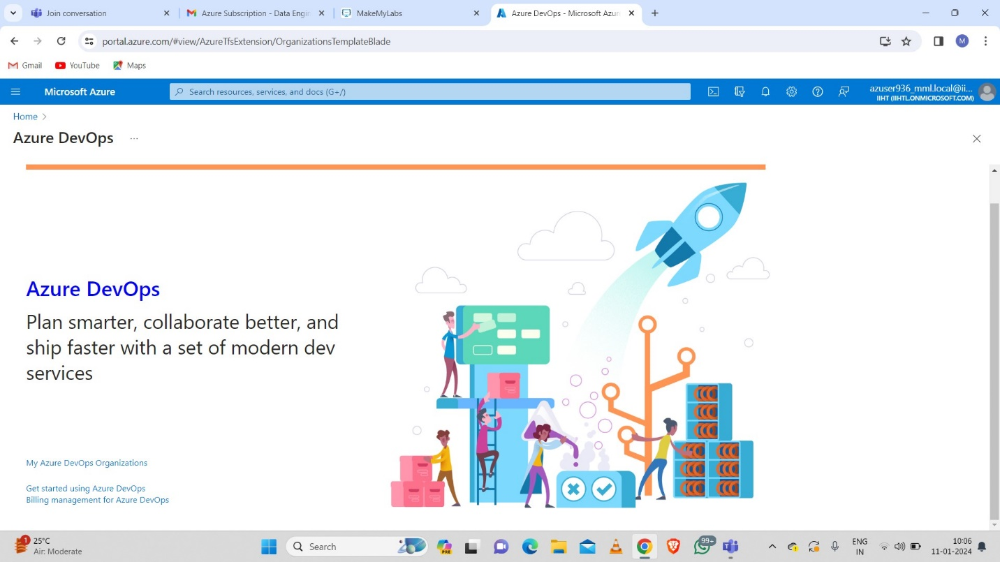 Join conversation
Azure Subscription - Data Engin
MakeMyLabs
Azure DevOps - Microsoft Azur
portal.azure.com/#view/AzureTfsExtension/OrganizationsTemplateBlade
M
Gmail
YouTube
Maps
Microsoft Azure
Search resources, services, and docs (G+/)
azuser936_mml.local@ii...
IIHT (IIHTL.ONMICROSOFT.COM)
Home
Azure DevOps
...
Azure DevOps
Plan smarter, collaborate better, and
ship faster with a set of modern dev
services
My Azure DevOps Organizations
Get started using Azure DevOps
Billing management for Azure DevOps
1
25°C
Air: Moderate
Search
PRE
99+
ENG
IN
10:06
11-01-2024